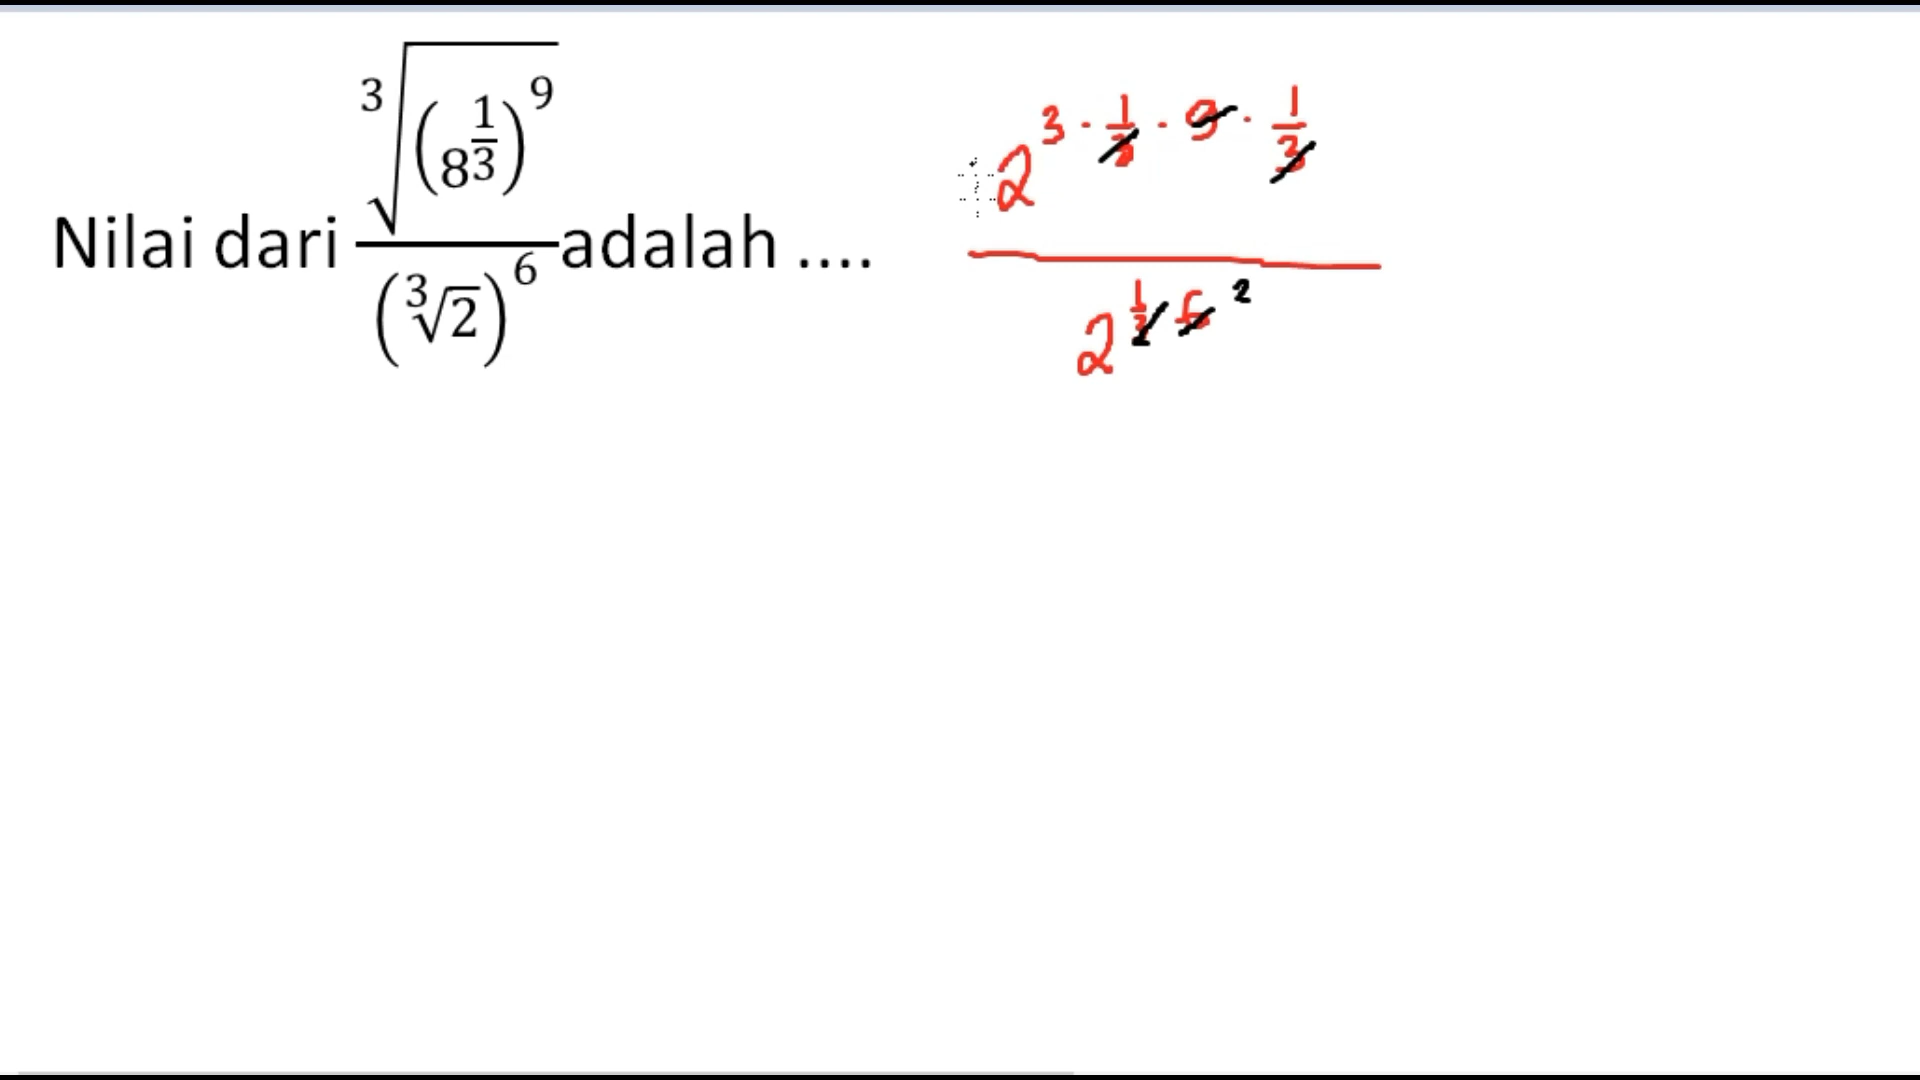 Nilai dari ∛((8^(1/3))^9) / (∛2)^6 adalah ....
2^(3 · 1/3 · 9 · 1/3)
2^(1/3 6) 2